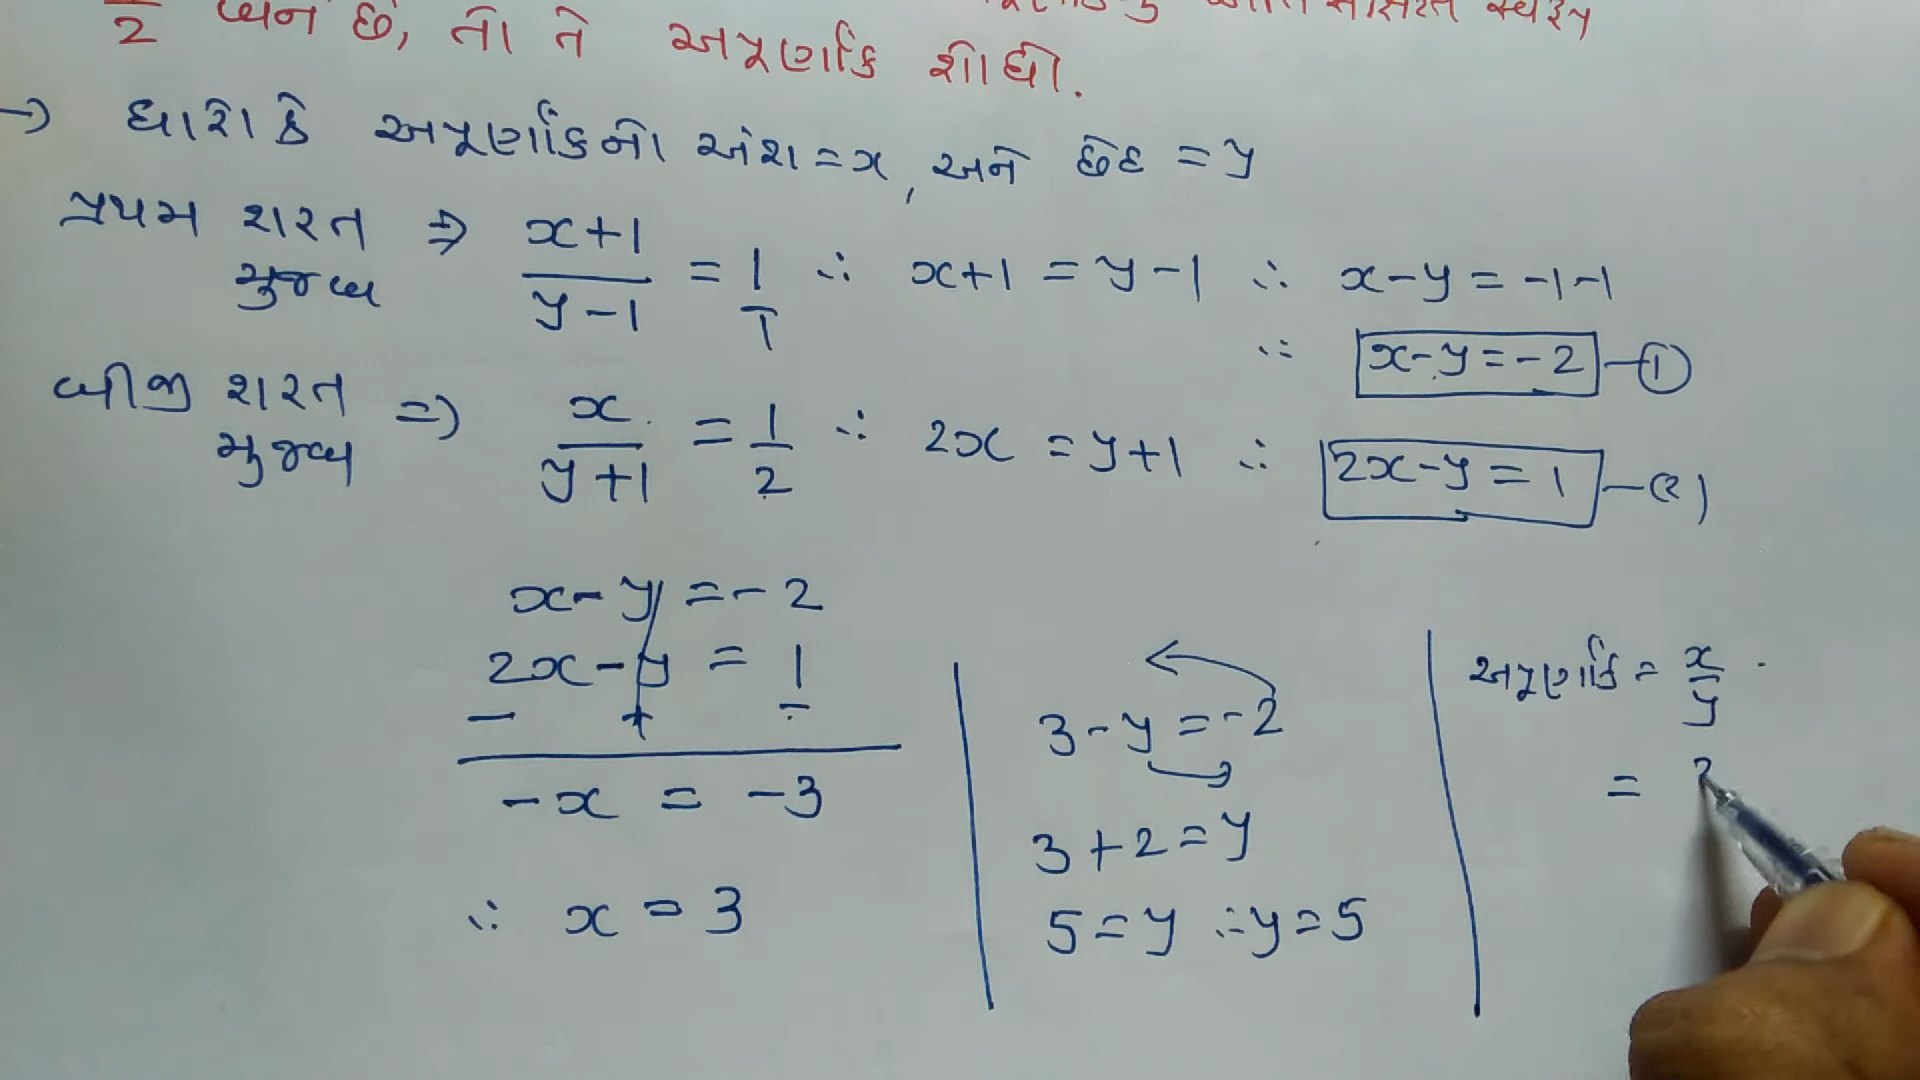 1/2 બને છે, તો તે અપૂર્ણાંક શોધો.
→ ધારો કે અપૂર્ણાંકનો અંશ = x, અને છેદ = y
પ્રથમ શરત મુજબ ⇒ (x+1)/(y-1) = 1/1 ∴ x+1 = y-1 ∴ x-y = -1-1
∴ x-y = -2 —①
બીજી શરત મુજબ ⇒ x/(y+1) = 1/2 ∴ 2x = y+1 ∴ 2x-y = 1 —(2)
x-y = -2
2x-y = 1
- + -
-x = -3
∴ x = 3
3-y = -2
3+2 = y
5 = y ∴ y = 5
અપૂર્ણાંક = x/y
=